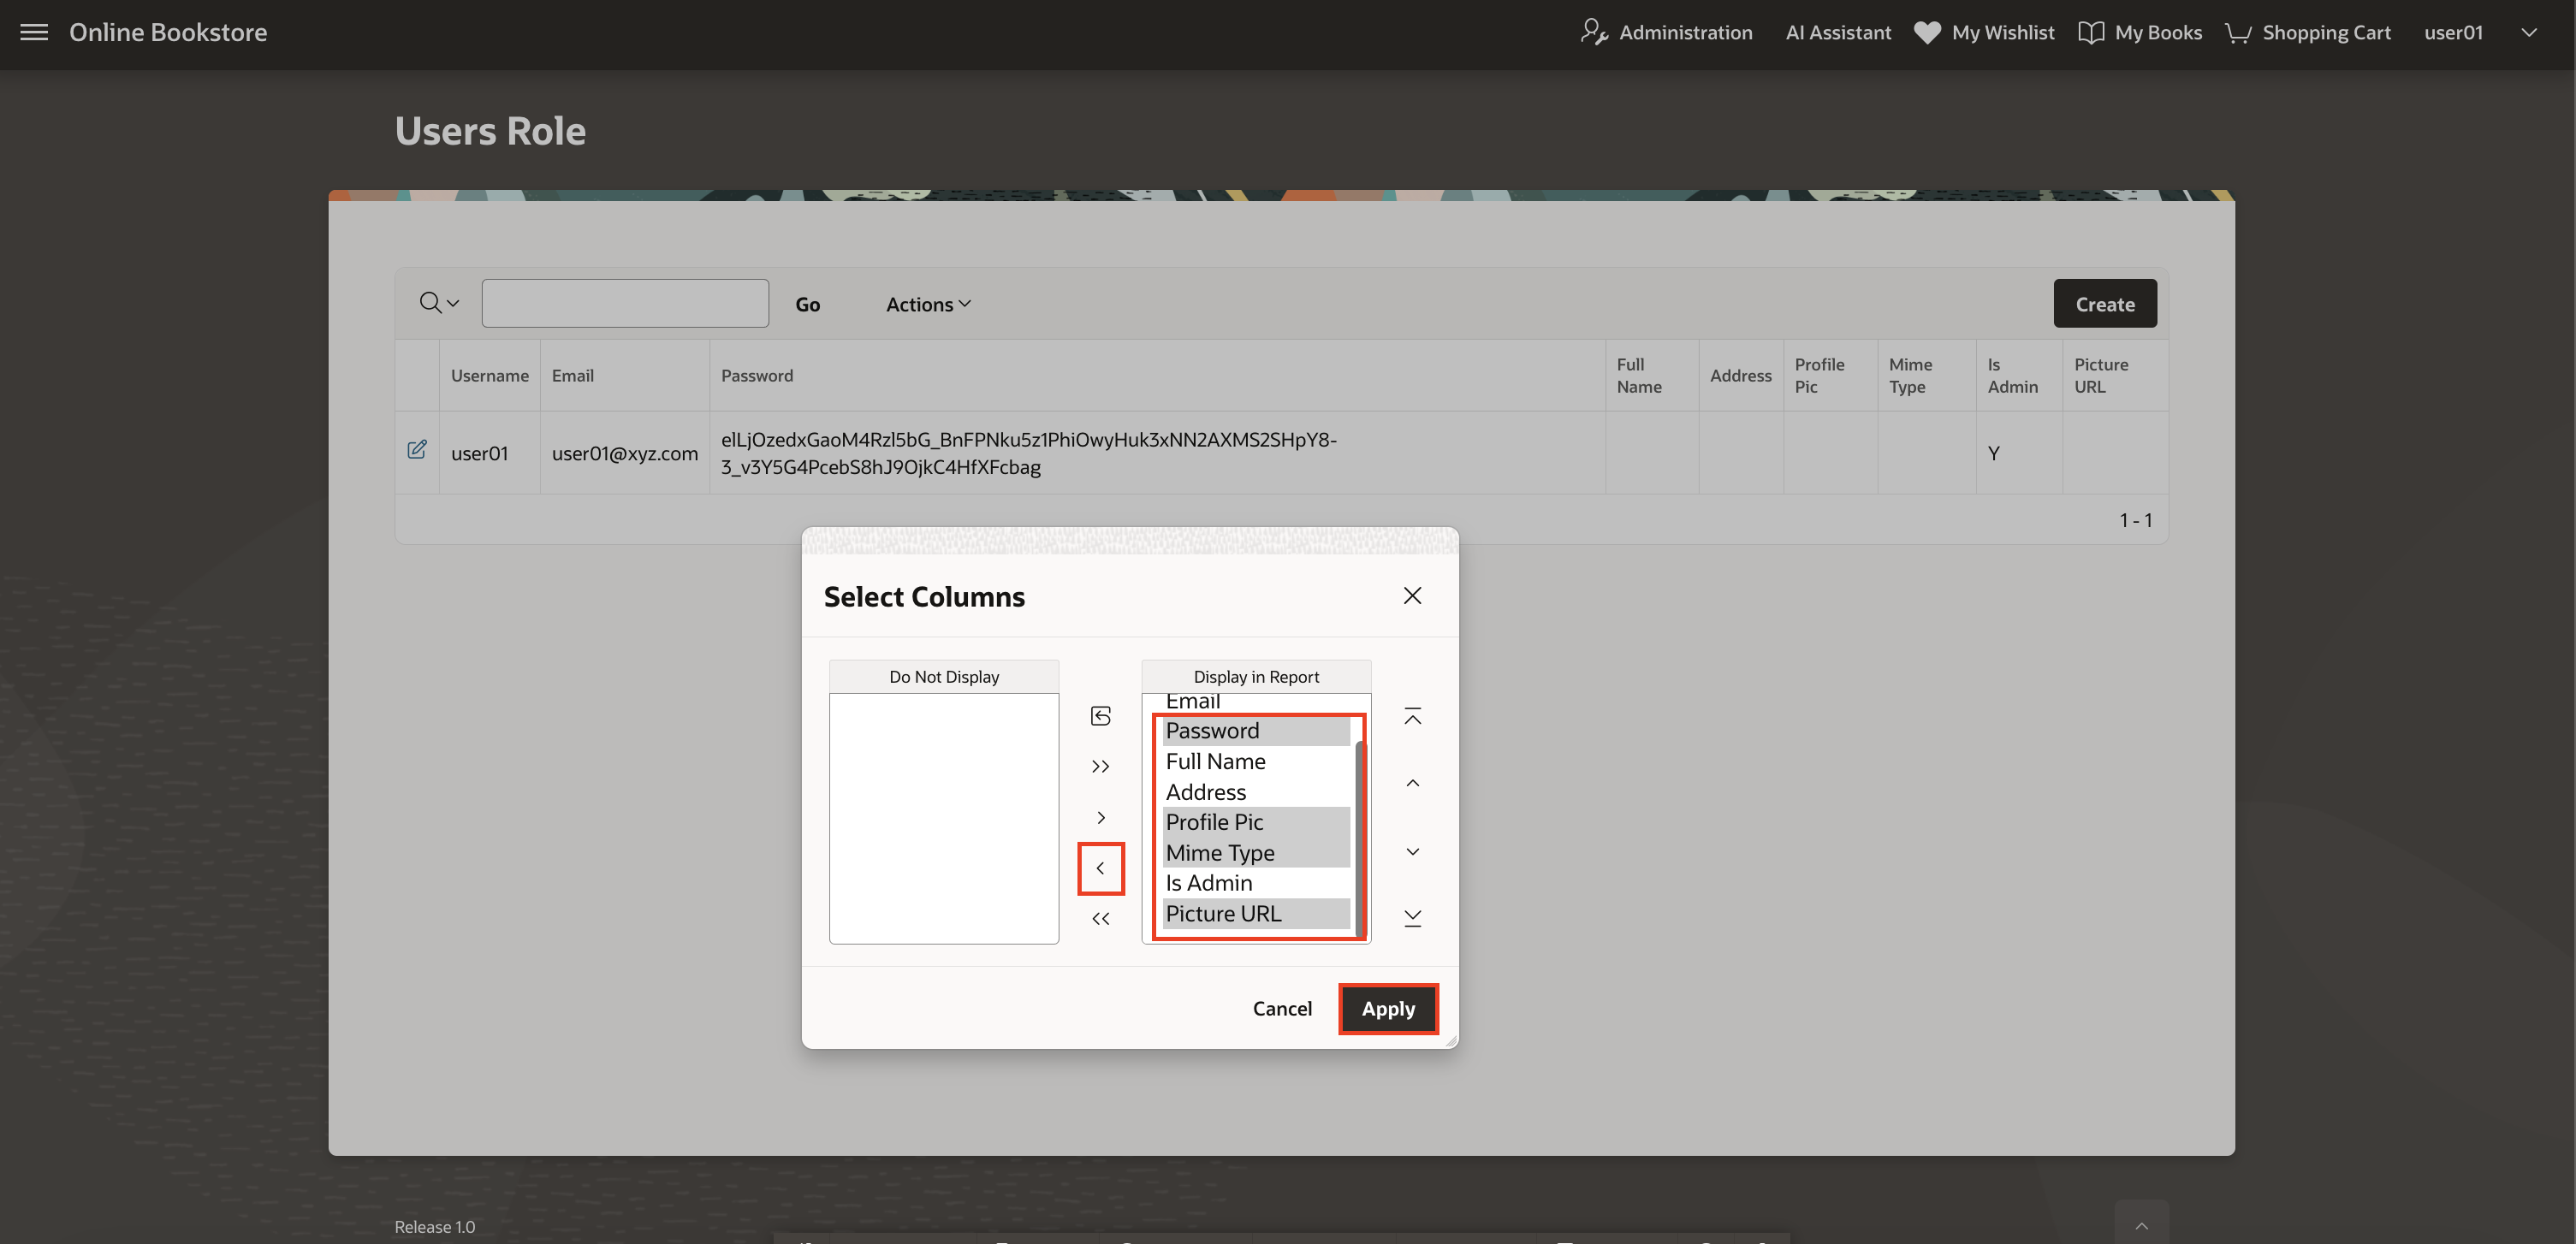 Online Bookstore
Administration
AI Assistant
My Wishlist
My Books
Shopping Cart
user01
Users Role
Go
Actions
Create
Username
Email
Password
Full Name
Address
Profile Pic
Mime Type
Is Admin
Picture URL
user01
user01@xyz.com
elLjOzedxGaoM4Rzl5bG_BnFPNku5z1PhiOwyHuk3xNN2AXMS2SHpY8-
3_v3Y5G4PcebS8hJ9OjkC4HfXFcbag
Y
1 - 1
Select Columns
Do Not Display
Display in Report
Email
Password
Full Name
Address
Profile Pic
Mime Type
Is Admin
Picture URL
Cancel
Apply
Release 1.0